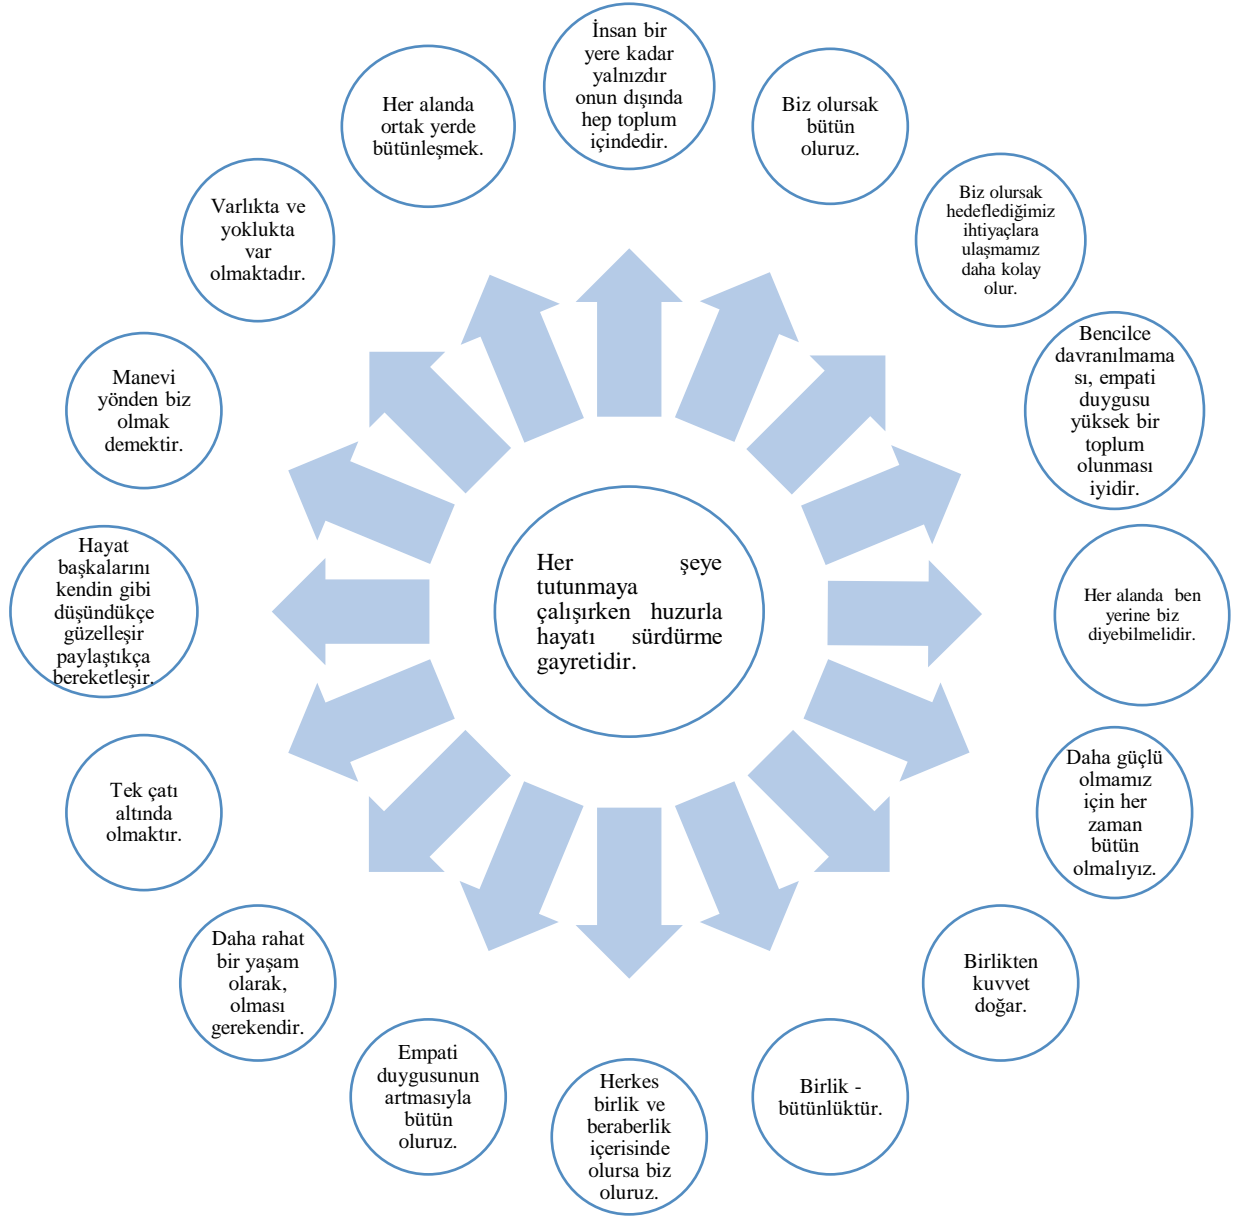 İnsan bir
yere kadar
yalnızdır
onun dışında
hep toplum
içindedir.
Biz olursak
bütün
oluruz.
Biz olursak
hedeflediğimiz
ihtiyaçlara
ulaşmamız
daha kolay
olur.
Bencilce
davranılmama
sı, empati
duygusu
yüksek bir
toplum
olunması
iyidir.
Her alanda  ben
yerine biz
diyebilmelidir.
Daha güçlü
olmamız
için her
zaman
bütün
olmalıyız.
Birlikten
kuvvet
doğar.
Birlik -
bütünlüktür.
Herkes
birlik ve
beraberlik
içerisinde
olursa biz
oluruz.
Empati
duygusunun
artmasıyla
bütün
oluruz.
Daha rahat
bir yaşam
olarak,
olması
gerekendir.
Tek çatı
altında
olmaktır.
Hayat
başkalarını
kendin gibi
düşündükçe
güzelleşir
paylaştıkça
bereketleşir.
Manevi
yönden biz
olmak
demektir.
Varlıkta ve
yoklukta
var
olmaktadır.
Her alanda
ortak yerde
bütünleşmek.
Her şeye
tutunmaya
çalışırken huzurla
hayatı sürdürme
gayretidir.